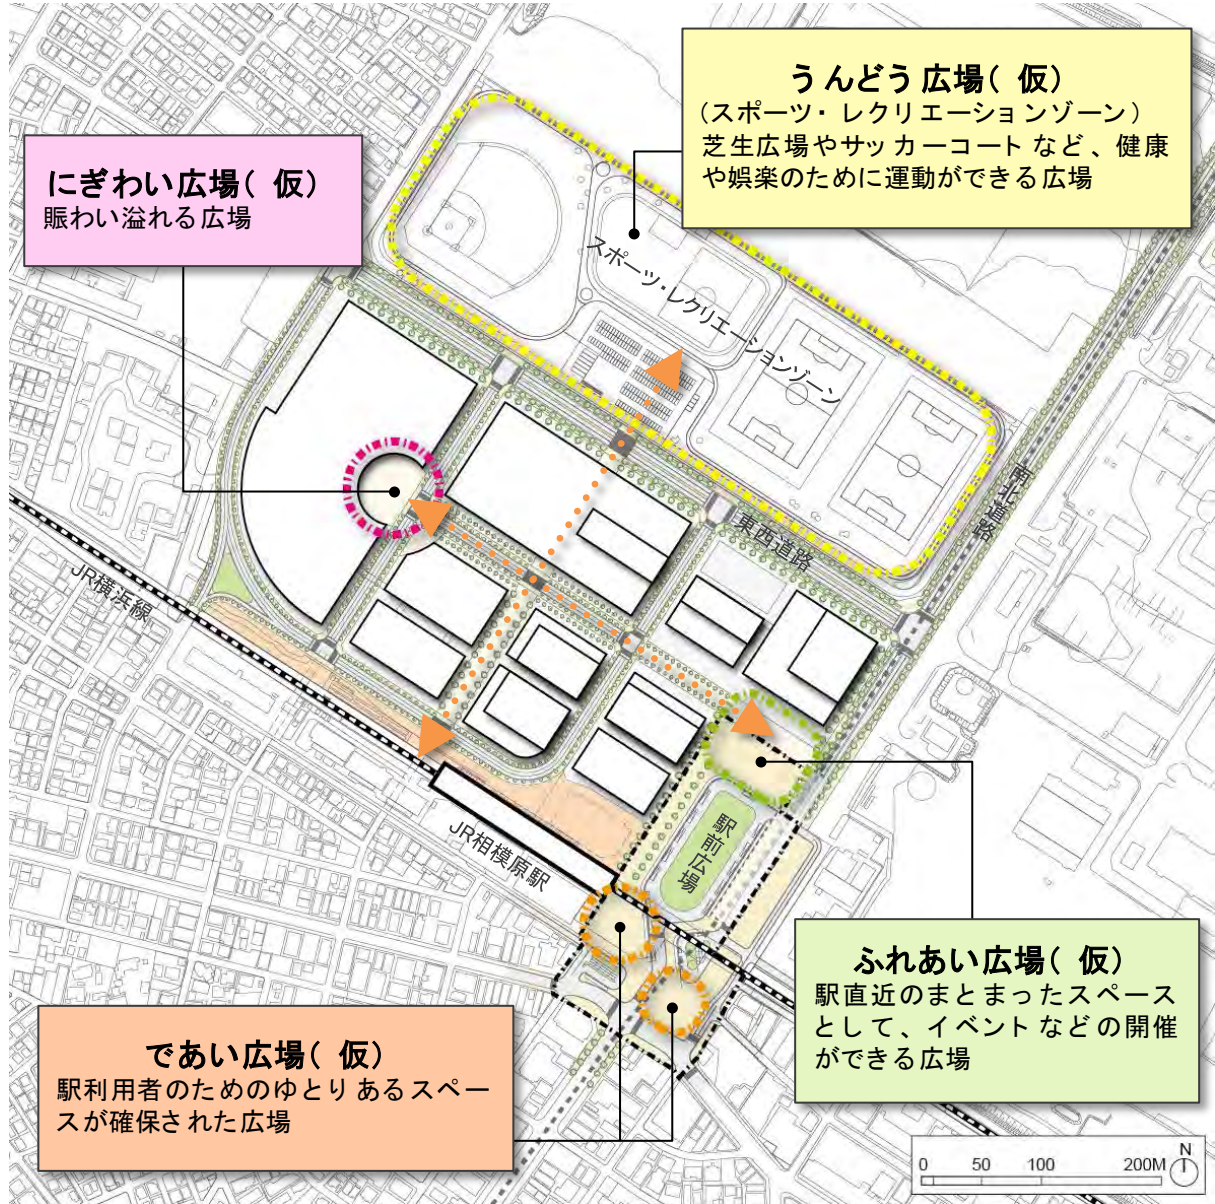 うんどう広場(仮)
(スポーツ・レクリエーションゾーン)
芝生広場やサッカーコートなど、健康
や娯楽のために運動ができる広場
にぎわい広場(仮)
賑わい溢れる広場
スポーツ・レクリエーションゾーン
南北道路
東西道路
JR横浜線
JR相模原駅
駅前広場
ふれあい広場(仮)
駅直近のまとまったスペース
として、イベントなどの開催
ができる広場
であい広場(仮)
駅利用者のためのゆとりあるスペー
スが確保された広場
0 50 100 200M
N